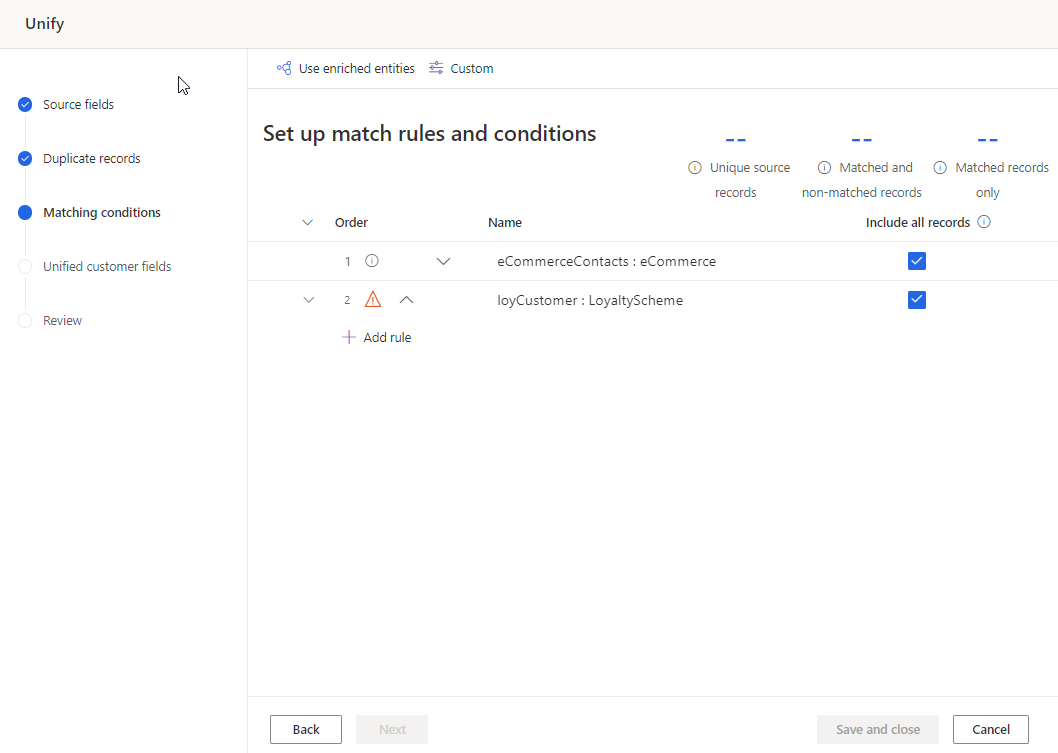 Unify
Use enriched entities
Custom
Source fields
Duplicate records
Matching conditions
Unified customer fields
Review
Set up match rules and conditions
--
Unique source
records
--
Matched and
non-matched records
--
Matched records
only
Order
Name
Include all records
1
eCommerceContacts : eCommerce
2
loyCustomer : LoyaltyScheme
Add rule
Back
Next
Save and close
Cancel